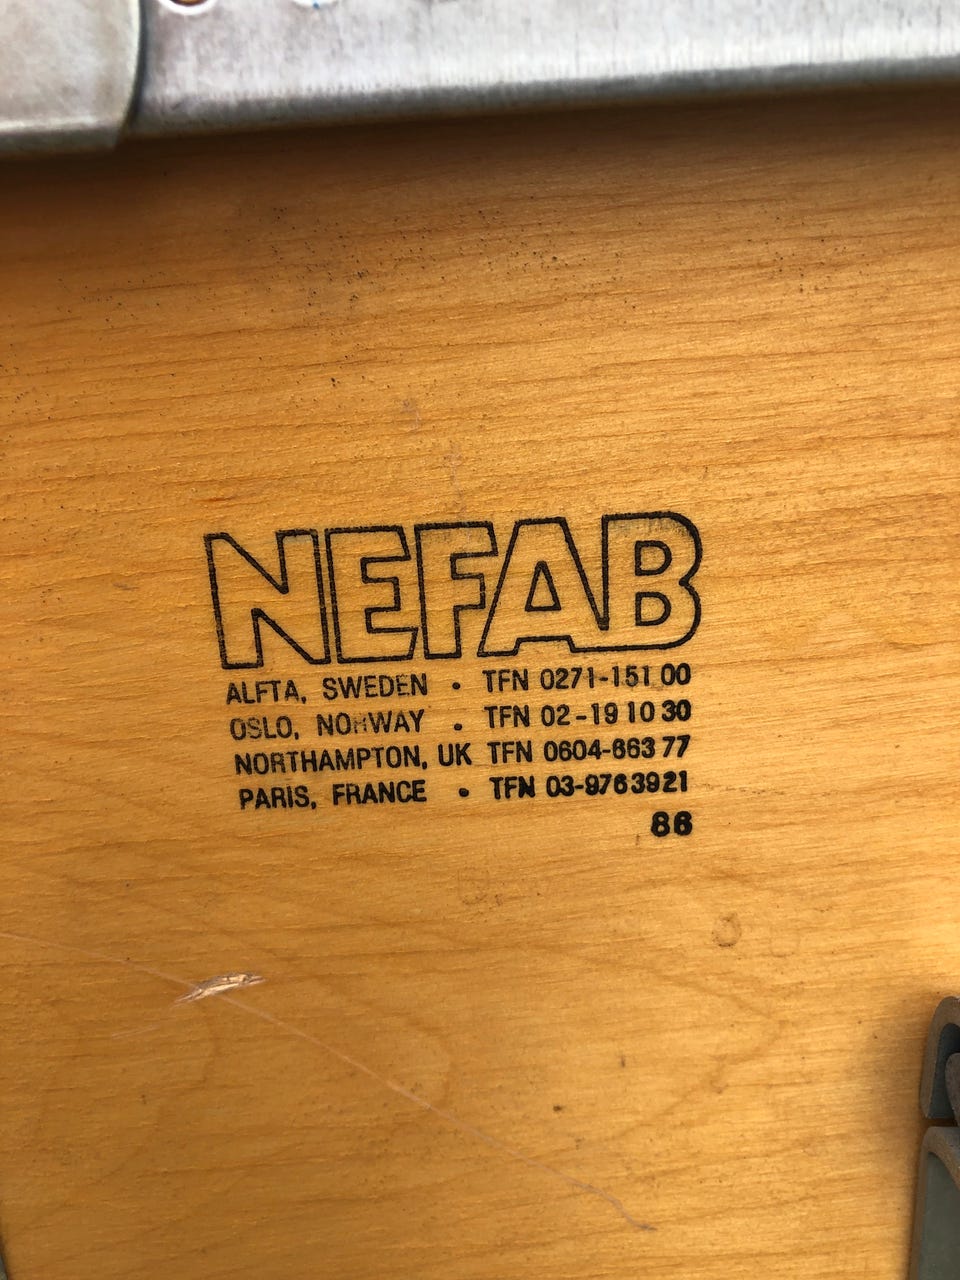 NEFAB
ALFTA, SWEDEN • TFN 0271-151 00
OSLO, NORWAY • TFN 02-19 10 30
NORTHAMPTON, UK TFN 0604-663 77
PARIS, FRANCE • TFN 03-9763921
86